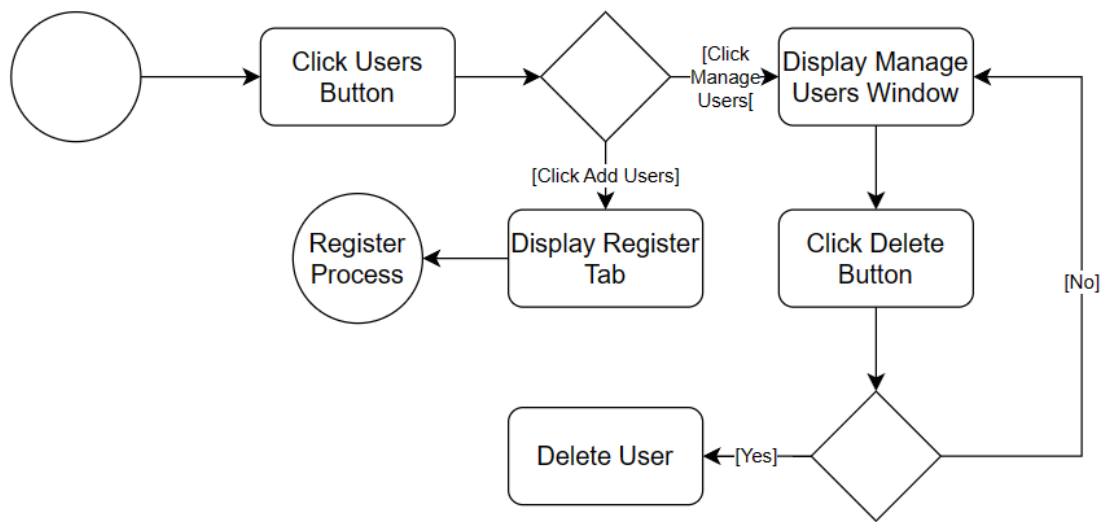 Click Users
Button
[Click
Manage
Users[
Display Manage
Users Window
[Click Add Users]
Register
Process
Display Register
Tab
Click Delete
Button
[No]
Delete User
[Yes]